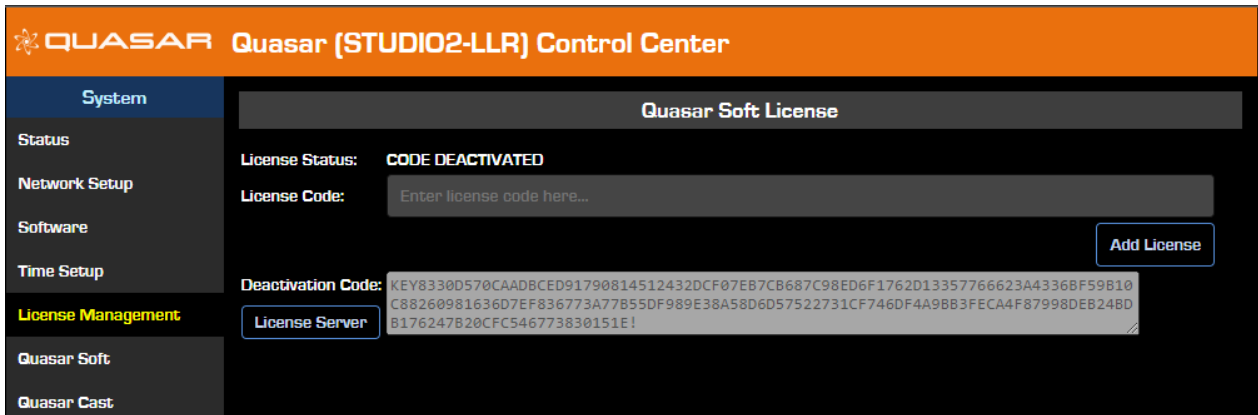 QUASAR Quasar (STUDIO2-LLR) Control Center
System
Status
Network Setup
Software
Time Setup
License Management
Quasar Soft
Quasar Cast
Quasar Soft License
License Status: CODE DEACTIVATED
License Code: Enter license code here...
Add License
Deactivation Code: KEY8330D570CAADBCED91790814512432DCF07EB7CB687C98ED6F1762D13357766623A4336BF59B10
C88260981636D7EF836773A77B55DF989E38A58D6D57522731CF746DF4A9BB3FECA4F87998DEB24BD
B176247B20CFC546773830151E!
License Server